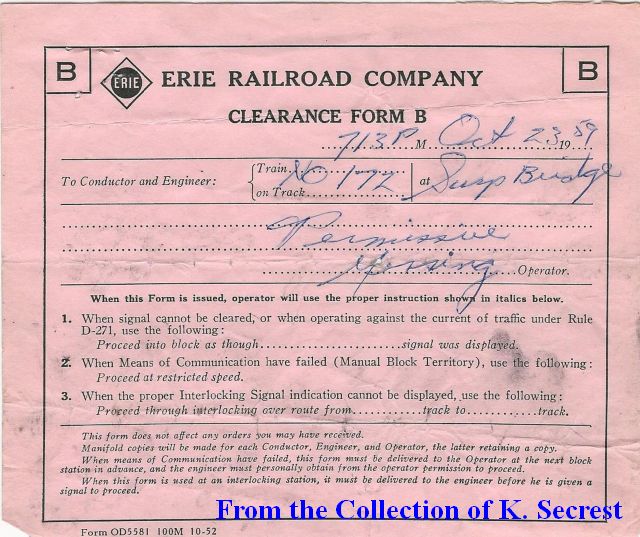 B ERIE ERIE RAILROAD COMPANY B
CLEARANCE FORM B
713P M Oct 23 1959
To Conductor and Engineer: { Train No 172
on Track } at Susp Bridge
Permissive
Operator.
When this Form is issued, operator will use the proper instruction shown in italics below.
1. When signal cannot be cleared, or when operating against the current of traffic under Rule
D-271, use the following:
Proceed into block as though........................signal was displayed.
2. When Means of Communication have failed (Manual Block Territory), use the following:
Proceed at restricted speed.
3. When the proper Interlocking Signal indication cannot be displayed, use the following:
Proceed through interlocking over route from............track to............track.
This form does not affect any orders you may have received.
Manifold copies will be made for each Conductor, Engineer, and Operator, the latter retaining a copy.
When means of Communication have failed, this form must be delivered to the Operator at the next block
station in advance, and the engineer must personally obtain from the operator permission to proceed.
When this form is used at an interlocking station, it must be delivered to the engineer before he is given a
signal to proceed.
From the Collection of K. Secrest
Form OD5581 100M 10-52